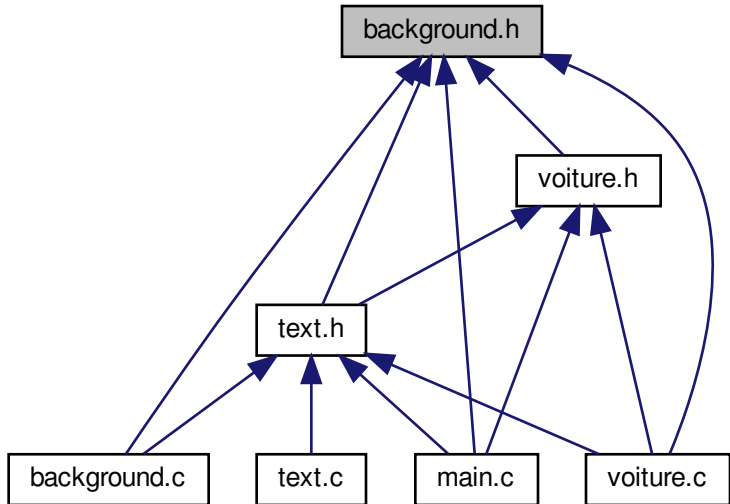 background.h
voiture.h
text.h
background.c
text.c
main.c
voiture.c